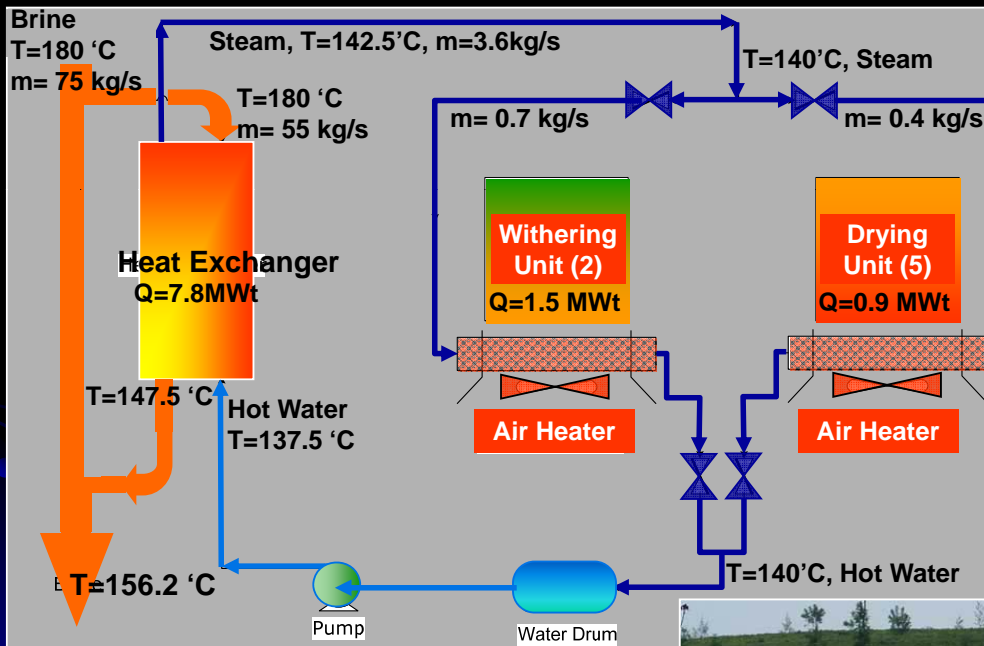 Brine
T=180 ‘C
m= 75 kg/s
Steam, T=142.5’C, m=3.6kg/s
T=140’C, Steam
T=180 ‘C
m= 55 kg/s
m= 0.7 kg/s
m= 0.4 kg/s
Withering
Unit (2)
Q=1.5 MWt
Drying
Unit (5)
Q=0.9 MWt
Heat Exchanger
Q=7.8MWt
T=147.5 ‘C
Hot Water
T=137.5 ‘C
Air Heater
Air Heater
T=156.2 ‘C
T=140’C, Hot Water
Pump
Water Drum